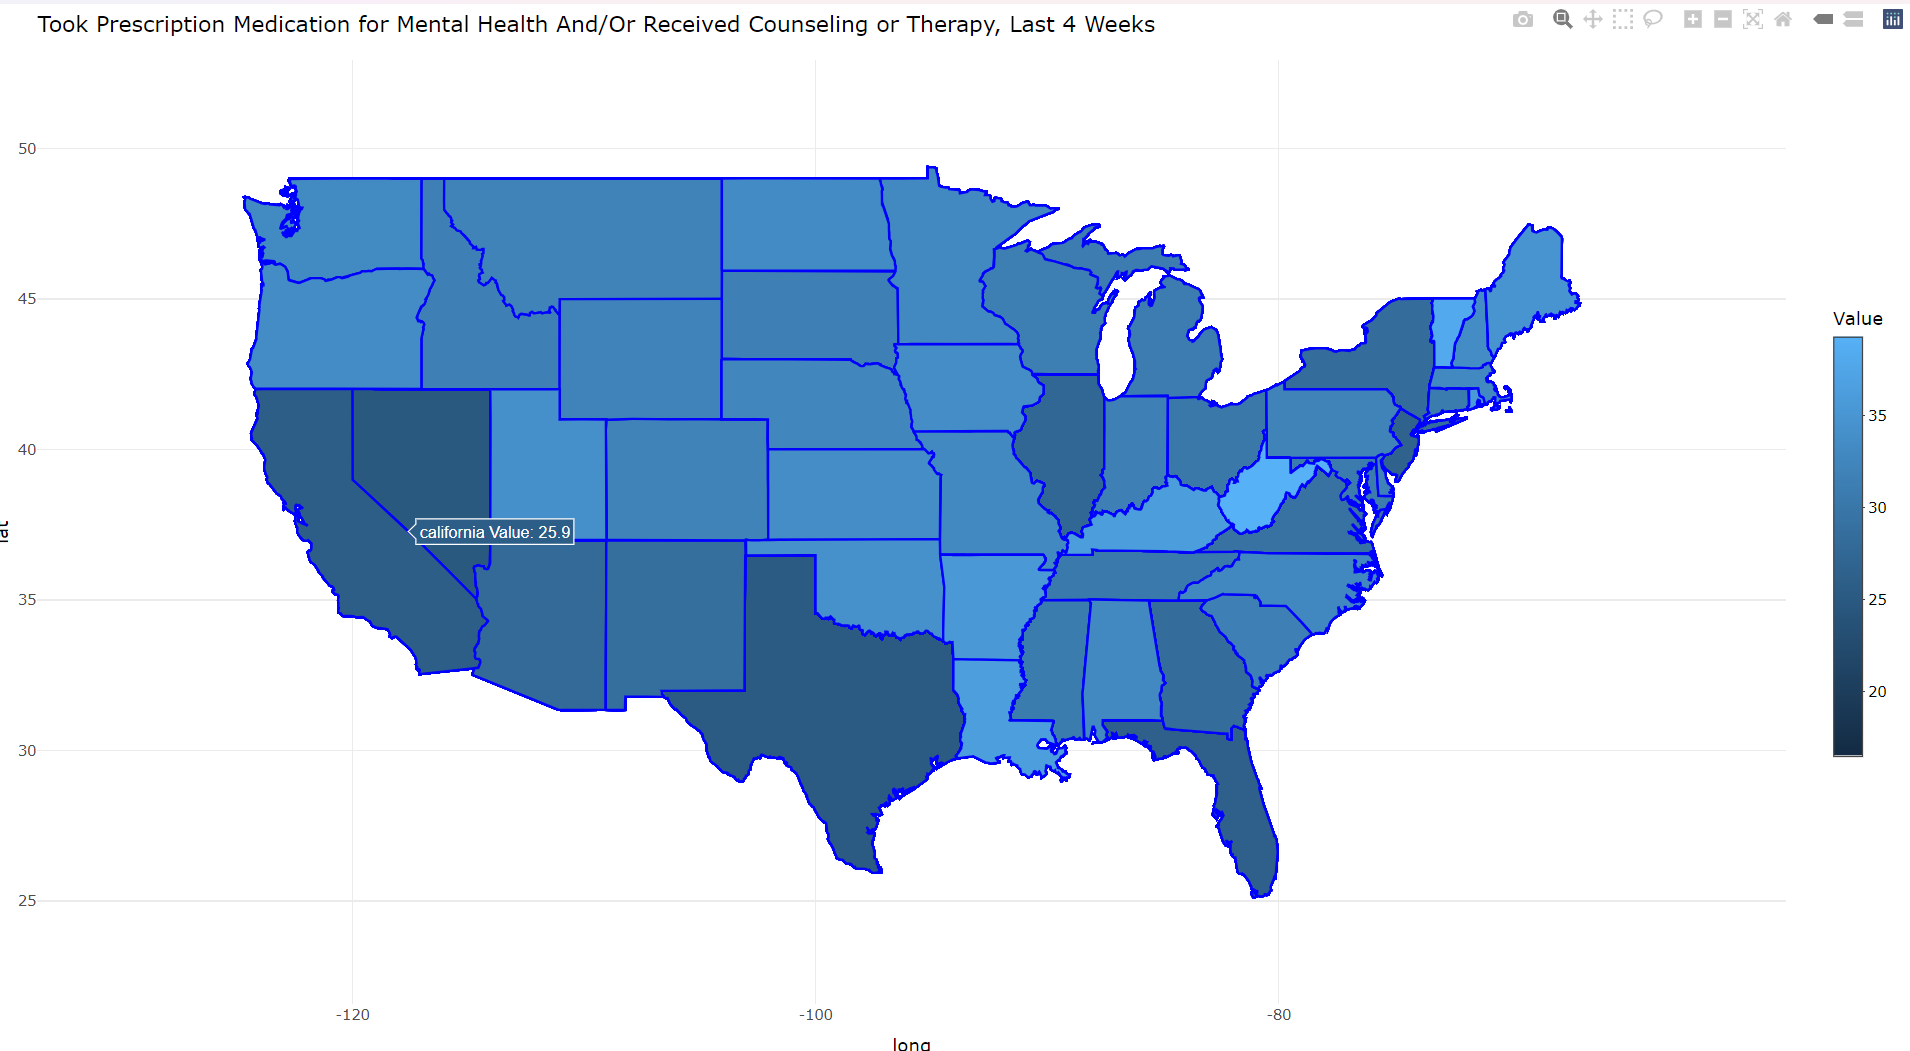 Took Prescription Medication for Mental Health And/Or Received Counseling or Therapy, Last 4 Weeks
50
45
40
35
30
25
lat
california Value: 25.9
-120
-100
-80
long
Value
35
30
25
20